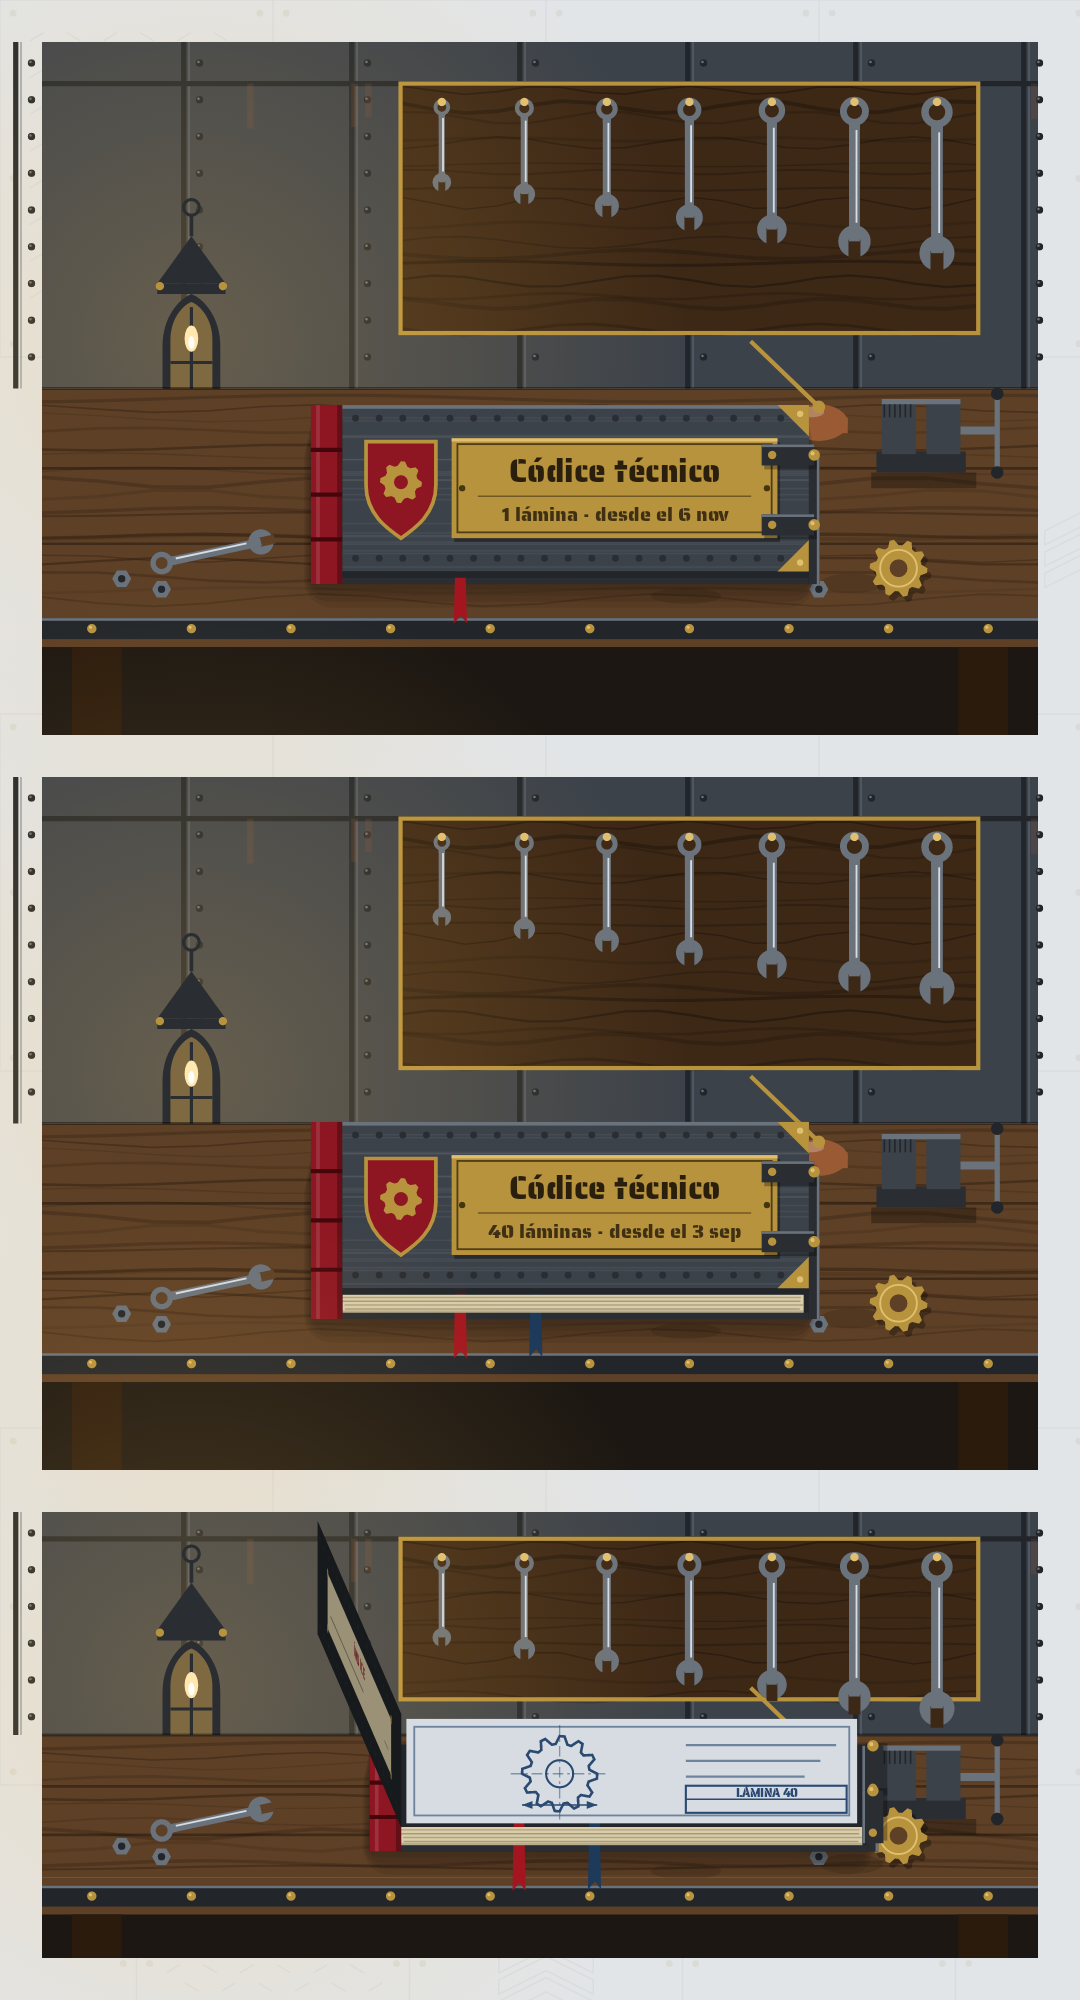 Códice técnico
1 lámina - desde el 6 nov
Códice técnico
40 láminas - desde el 3 sep
LÁMINA 40